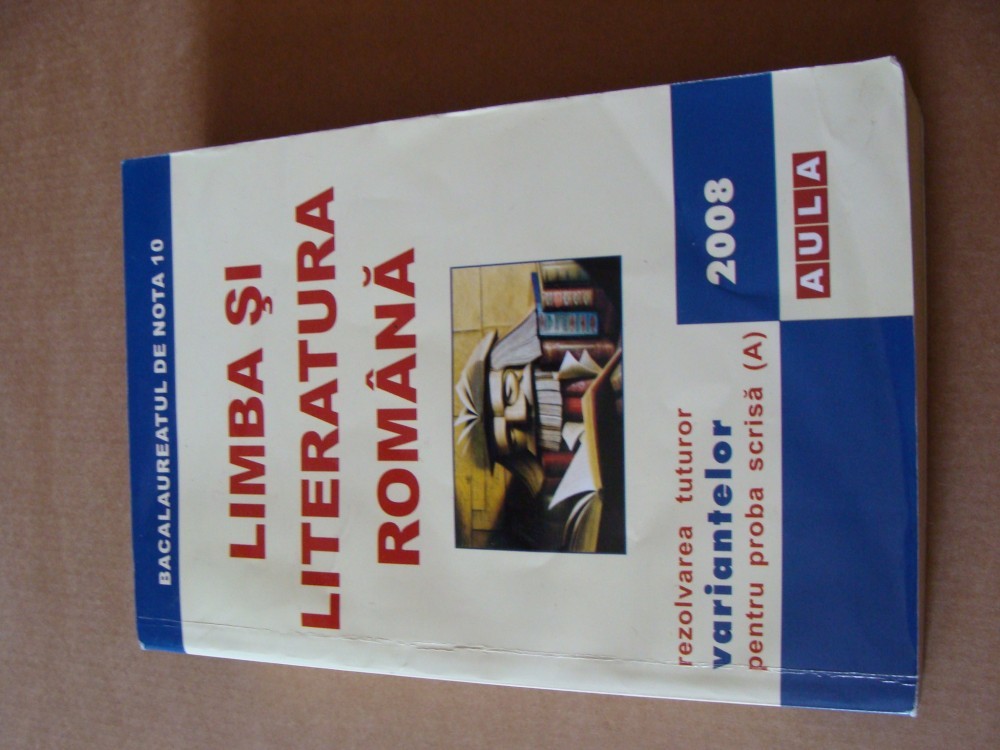 BACALAUREATUL DE NOTA 10
LIMBA ŞI
LITERATURA
ROMÂNĂ
rezolvarea tuturor
variantelor
pentru proba scrisă (A)
2008
AULA